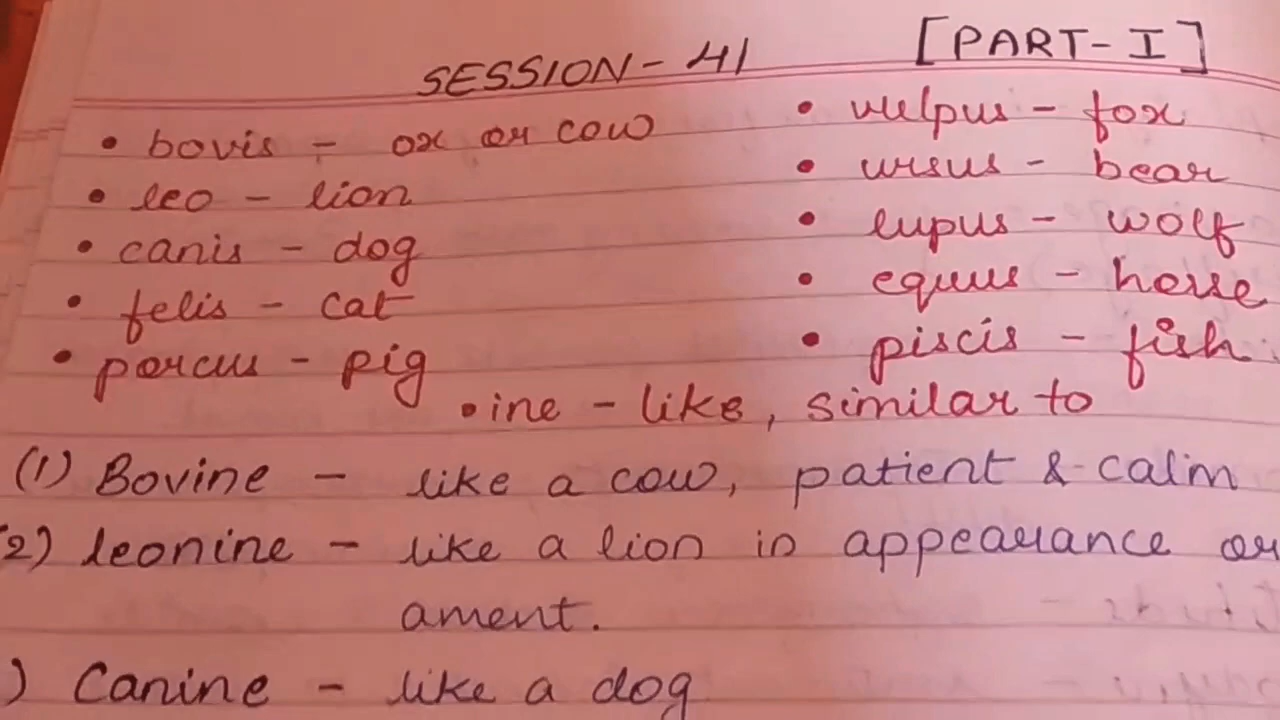 SESSION - 41 [PART-I]
• bovis - ox or cow
• leo - lion
• canis - dog
• felis - cat
• porcus - pig
• vulpus - fox
• ursus - bear
• lupus - wolf
• equus - horse
• piscis - fish
• ine - like, similar to
(1) Bovine - like a cow, patient & calm
2) leonine - like a lion in appearance or
ament.
) Canine - like a dog